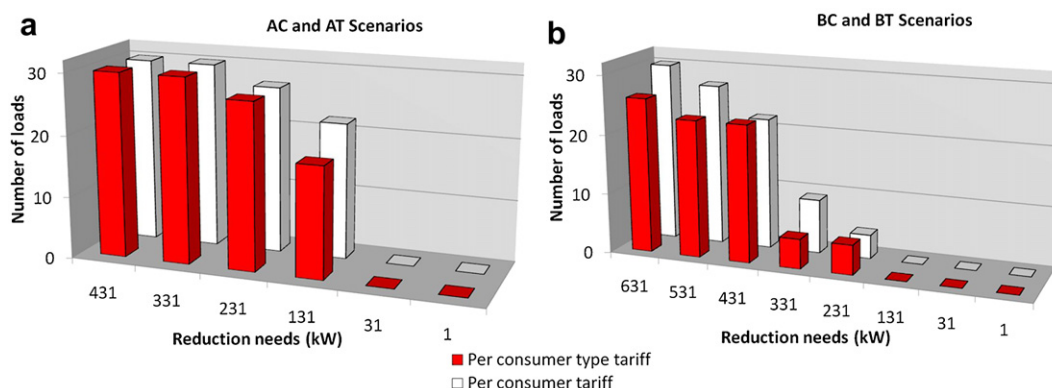 a
AC and AT Scenarios
Number of loads
30
20
10
0
431
331
231
131
31
1
Reduction needs (kW)
b
BC and BT Scenarios
Number of loads
30
20
10
0
631
531
431
331
231
131
31
1
Reduction needs (kW)
Per consumer type tariff
Per consumer tariff